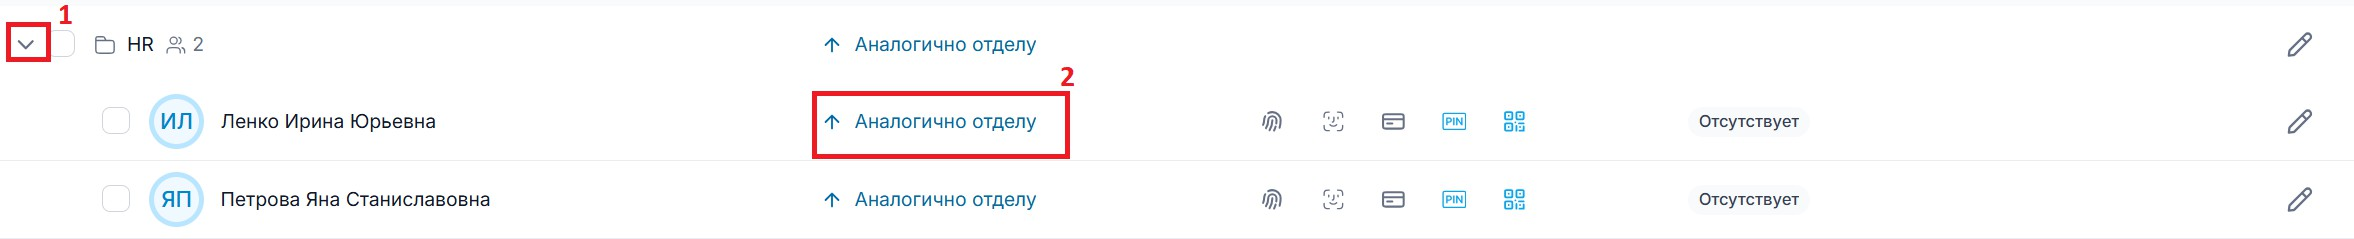 1
HR 2 Аналогично отделу
2
ИЛ Ленко Ирина Юрьевна Аналогично отделу PIN Отсутствует
ЯП Петрова Яна Станиславовна Аналогично отделу PIN Отсутствует